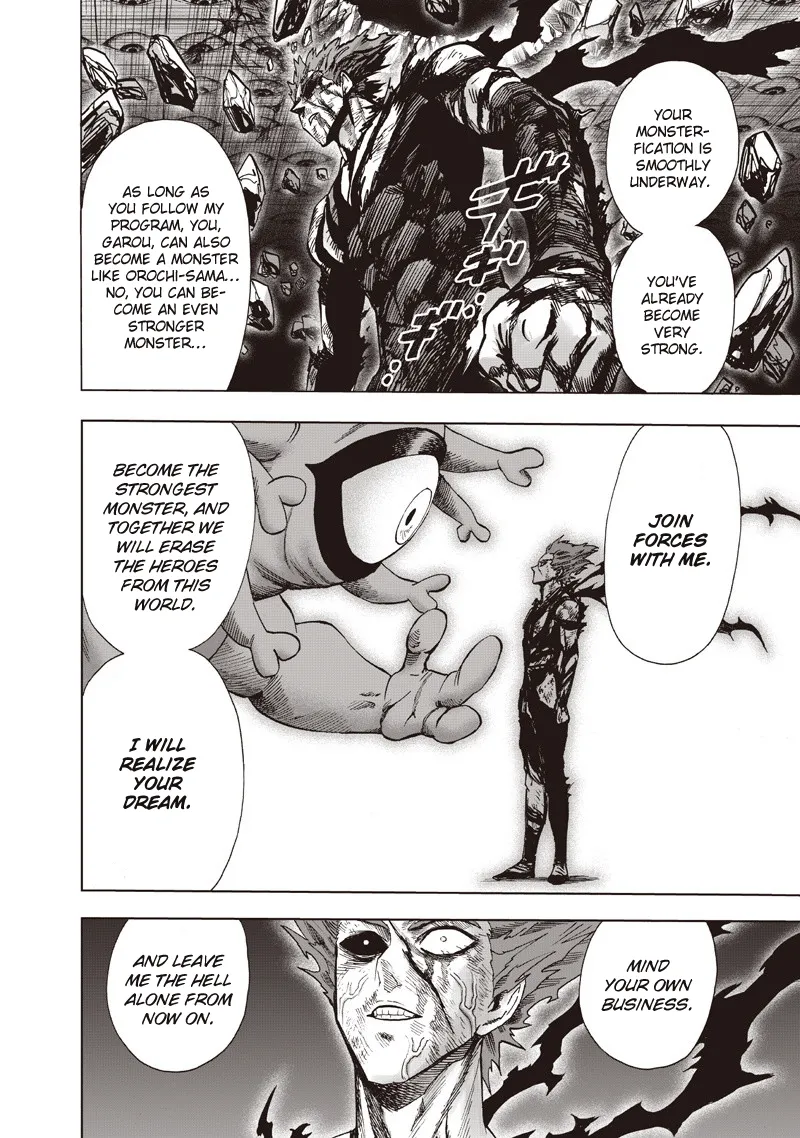 YOUR
MONSTER-
FICATION IS
SMOOTHLY
UNDERWAY.
YOU'VE
ALREADY
BECOME
VERY
STRONG.
ギギギ...
AS LONG AS
YOU FOLLOW MY
PROGRAM, YOU,
GAROU, CAN ALSO
BECOME A MONSTER
LIKE OROCHI-SAMA...
NO, YOU CAN BE-
COME AN EVEN
STRONGER
MONSTER...
JOIN
FORCES
WITH ME.
BECOME THE
STRONGEST
MONSTER, AND
TOGETHER WE
WILL ERASE
THE HEROES
FROM THIS
WORLD.
I WILL
REALIZE
YOUR
DREAM.
MIND
YOUR OWN
BUSINESS.
AND LEAVE
ME THE HELL
ALONE FROM
NOW ON.